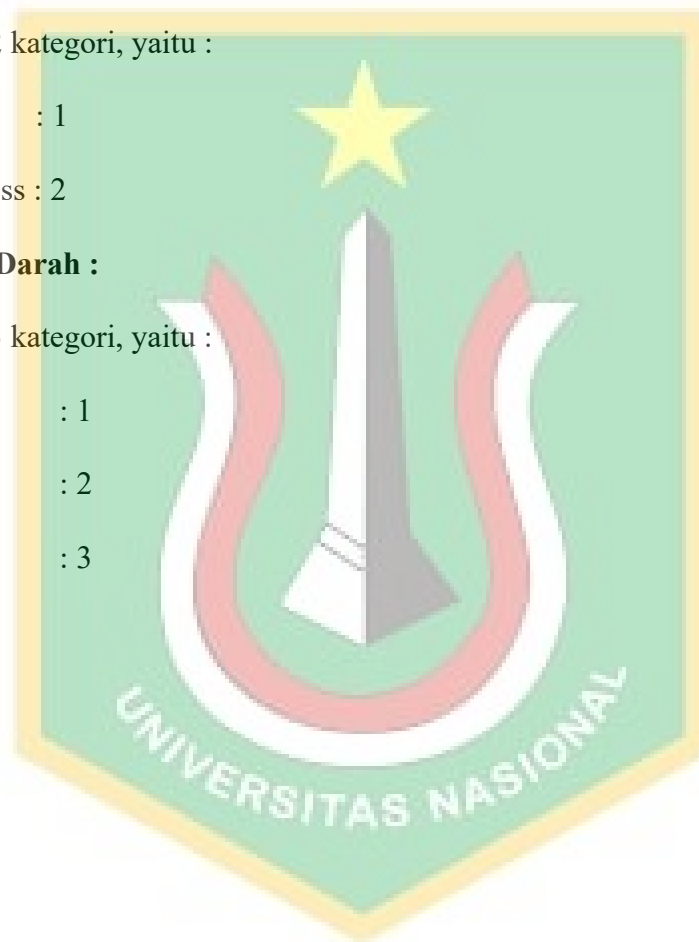 kategori, yaitu :
: 1
ss : 2
Darah :
kategori, yaitu :
: 1
: 2
: 3
UNIVERSITAS NASIONAL